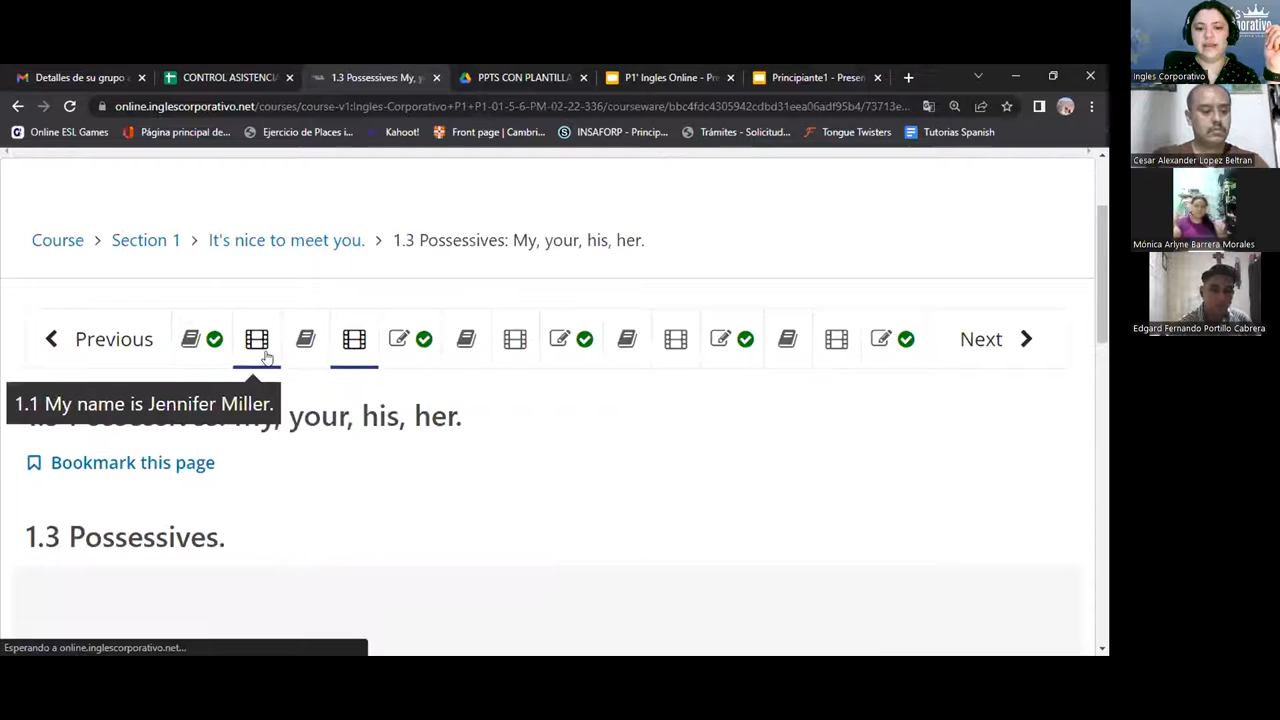 Detalles de su grupo
CONTROL ASISTENCIA
1.3 Possessives: My, y
PPTS CON PLANTILLA
P1' Ingles Online - Pre
Principiante1 - Presen
online.inglescorporativo.net/courses/course-v1:Ingles-Corporativo+P1+P1-01-5-6-PM-02-22-336/courseware/bbc4fdc4305942cdbd31eea06adf95b4/73713e...
Online ESL Games
Página principal de...
Ejercicio de Places i...
Kahoot!
Front page | Cambri...
INSAFORP - Princip...
Trámites - Solicitud...
Tongue Twisters
Tutorias Spanish
Course > Section 1 > It's nice to meet you. > 1.3 Possessives: My, your, his, her.
Previous
Next
1.1 My name is Jennifer Miller.
your, his, her.
Bookmark this page
1.3 Possessives.
Esperando a online.inglescorporativo.net...
Ingles Corporativo
Cesar Alexander Lopez Beltran
Mónica Arlyne Barrera Morales
Edgard Fernando Portillo Cabrera